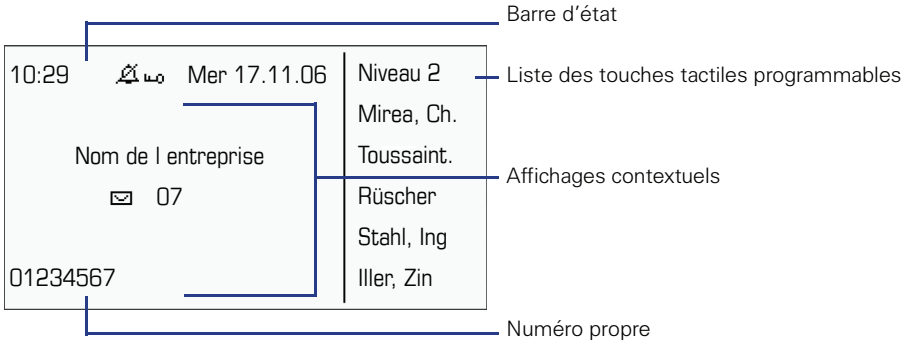 Barre d'état
10:29 Mer 17.11.06
Niveau 2
Liste des touches tactiles programmables
Mirea, Ch.
Nom de l entreprise
Toussaint.
Affichages contextuels
07
Rüscher
Stahl, Ing
01234567
Iller, Zin
Numéro propre